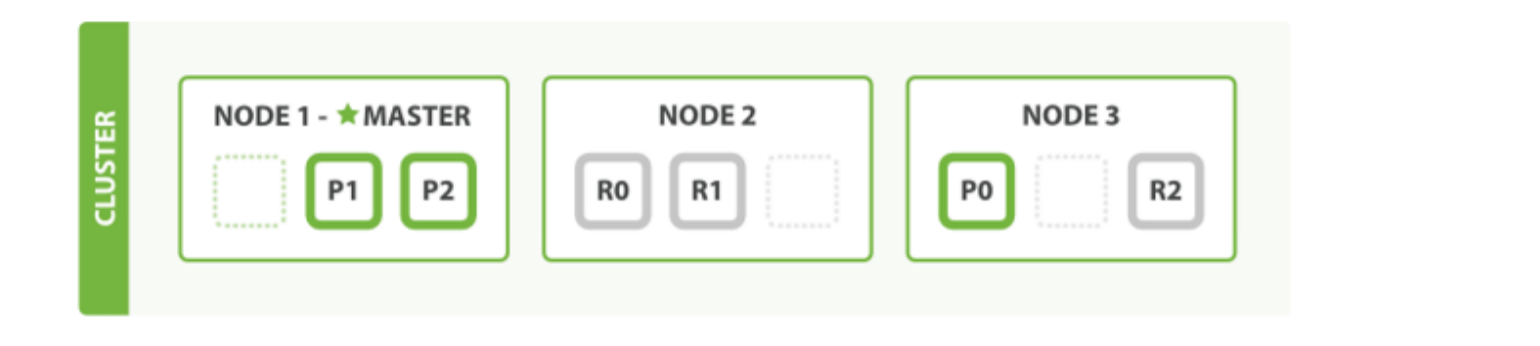 CLUSTER
NODE 1 - ★ MASTER
P1
P2
NODE 2
R0
R1
NODE 3
P0
R2